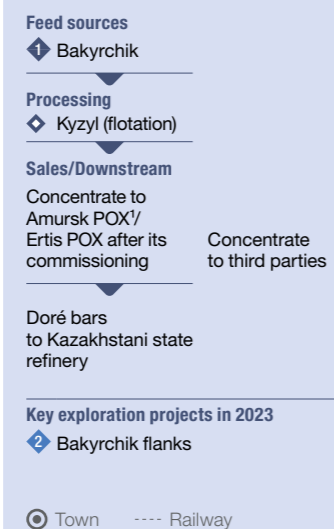 Feed sources
1 Bakyrchik
Processing
Kyzyl (flotation)
Sales/Downstream
Concentrate to
Amursk POX¹/
Ertis POX after its
commissioning
Concentrate
to third parties
Doré bars
to Kazakhstani state
refinery
Key exploration projects in 2023
2 Bakyrchik flanks
Town
Railway